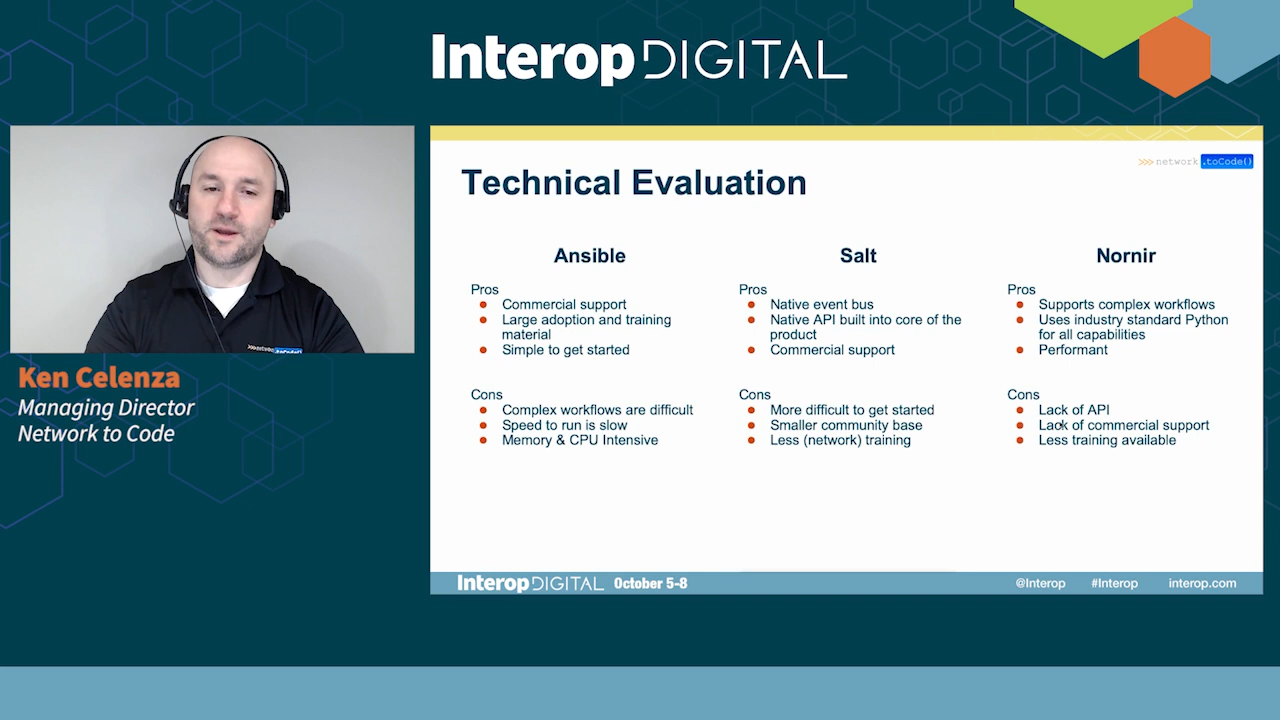 Interop DIGITAL
>>> network .toCode()
Technical Evaluation
Ansible
Pros
Commercial support
Large adoption and training
material
Simple to get started
Cons
Complex workflows are difficult
Speed to run is slow
Memory & CPU Intensive
Salt
Pros
Native event bus
Native API built into core of the
product
Commercial support
Cons
More difficult to get started
Smaller community base
Less (network) training
Nornir
Pros
Supports complex workflows
Uses industry standard Python
for all capabilities
Performant
Cons
Lack of API
Lack of commercial support
Less training available
>>>network .toCode()
Ken Celenza
Managing Director
Network to Code
Interop DIGITAL October 5-8
@Interop #Interop interop.com